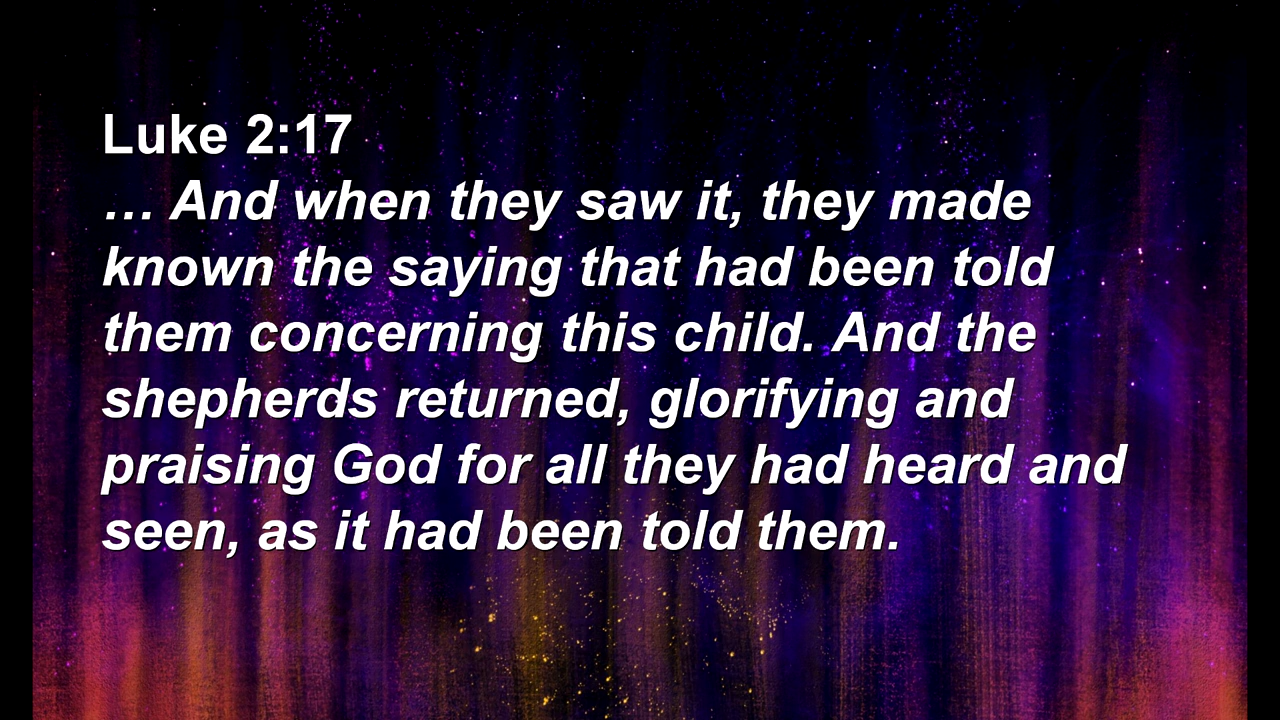 Luke 2:17
… And when they saw it, they made
known the saying that had been told
them concerning this child. And the
shepherds returned, glorifying and
praising God for all they had heard and
seen, as it had been told them.